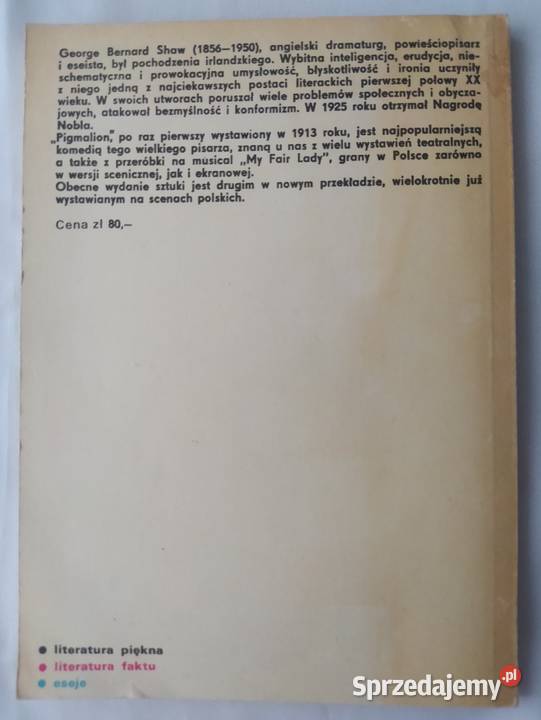 George Bernard Shaw (1856—1950), angielski dramaturg, powieściopisarz
i eseista, był pochodzenia irlandzkiego. Wybitna inteligencja, erudycja, nie-
schematyczna i prowokacyjna umysłowość, błyskotliwość i ironia uczyniły
z niego jedną z najciekawszych postaci literackich pierwszej połowy XX
wieku. W swoich utworach poruszał wiele problemów społecznych i obycza-
jowych, atakował bezmyślność i konformizm. W 1925 roku otrzymał Nagrodę
Nobla.
„Pigmalion," po raz pierwszy wystawiony w 1913 roku, jest najpopularniejszą
komedią tego wielkiego pisarza, znaną u nas z wielu wystawień teatralnych,
a także z przeróbki na musical „My Fair Lady", grany w Polsce zarówno
w wersji scenicznej, jak i ekranowej.
Obecne wydanie sztuki jest drugim w nowym przekładzie, wielokrotnie już
wystawianym na scenach polskich.
Cena zł 80,—
• literatura piękna
• literatura faktu
• eseje
Sprzedajemy.pl